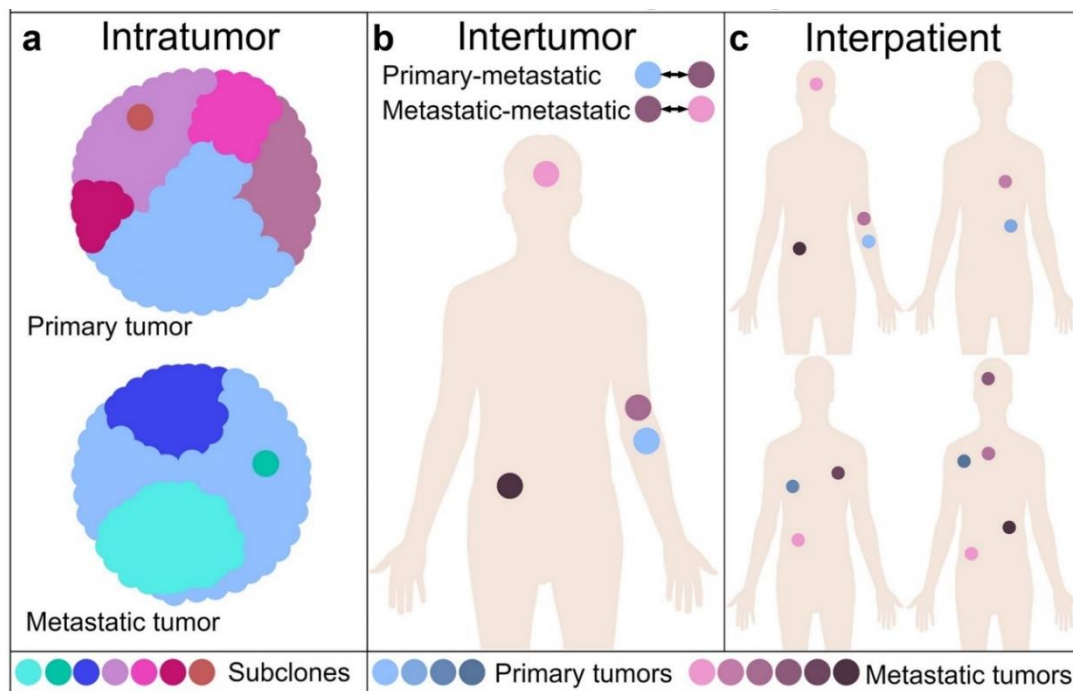 a Intratumor
Primary tumor
Metastatic tumor
Subclones
b Intertumor
Primary-metastatic
Metastatic-metastatic
Primary tumors
c Interpatient
Metastatic tumors